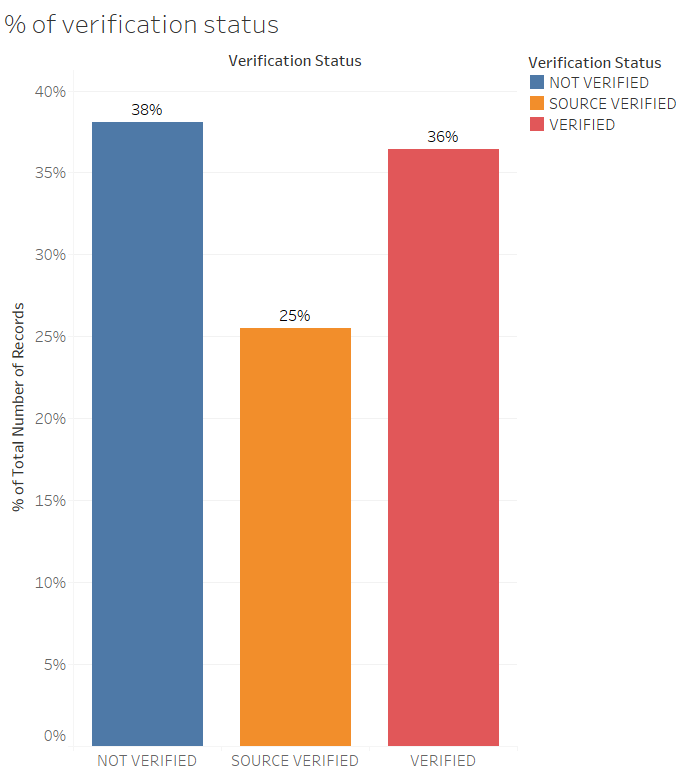 % of verification status
Verification Status
Verification Status
NOT VERIFIED
SOURCE VERIFIED
VERIFIED
% of Total Number of Records
40%
35%
30%
25%
20%
15%
10%
5%
0%
38%
25%
36%
NOT VERIFIED
SOURCE VERIFIED
VERIFIED